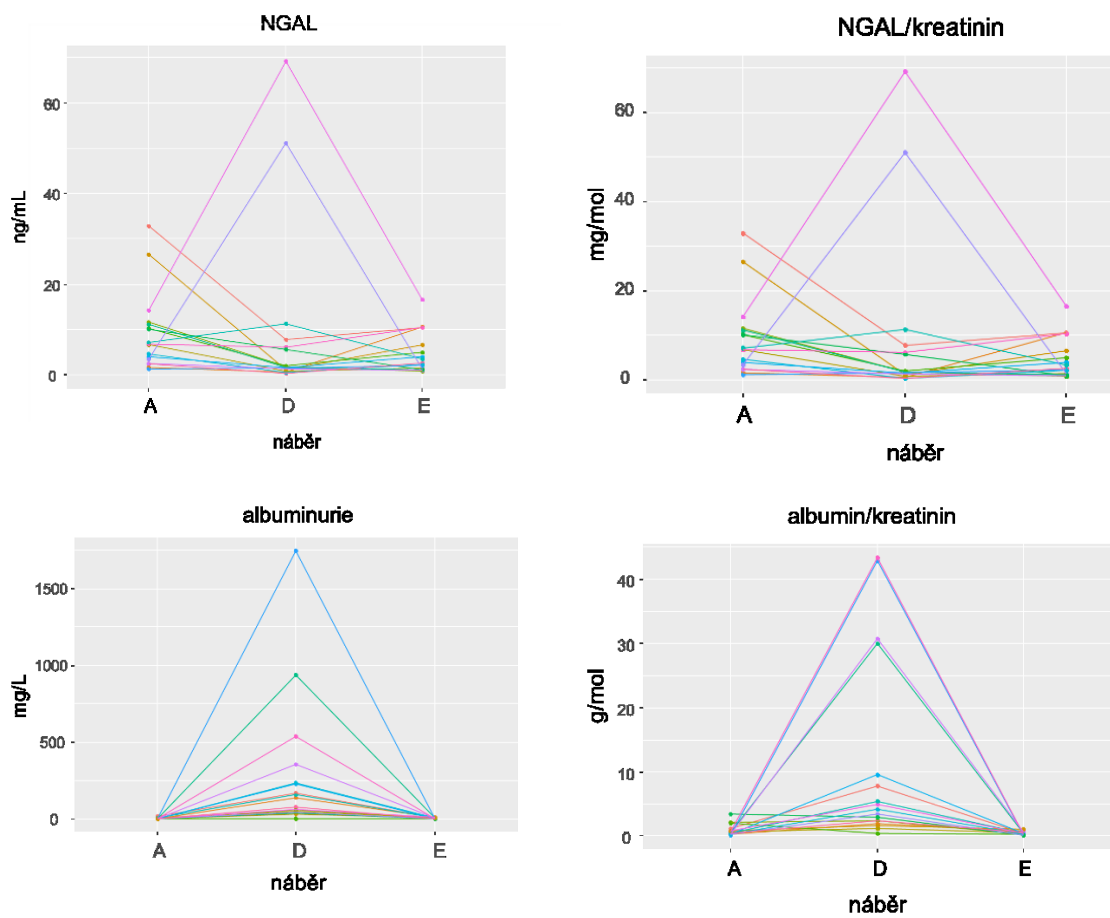 NGAL
60
40
20
0
ng/mL
A D E
náběr
NGAL/kreatinin
60
40
20
0
mg/mol
A D E
náběr
albuminurie
1500
1000
500
0
mg/L
A D E
náběr
albumin/kreatinin
40
30
20
10
0
g/mol
A D E
náběr